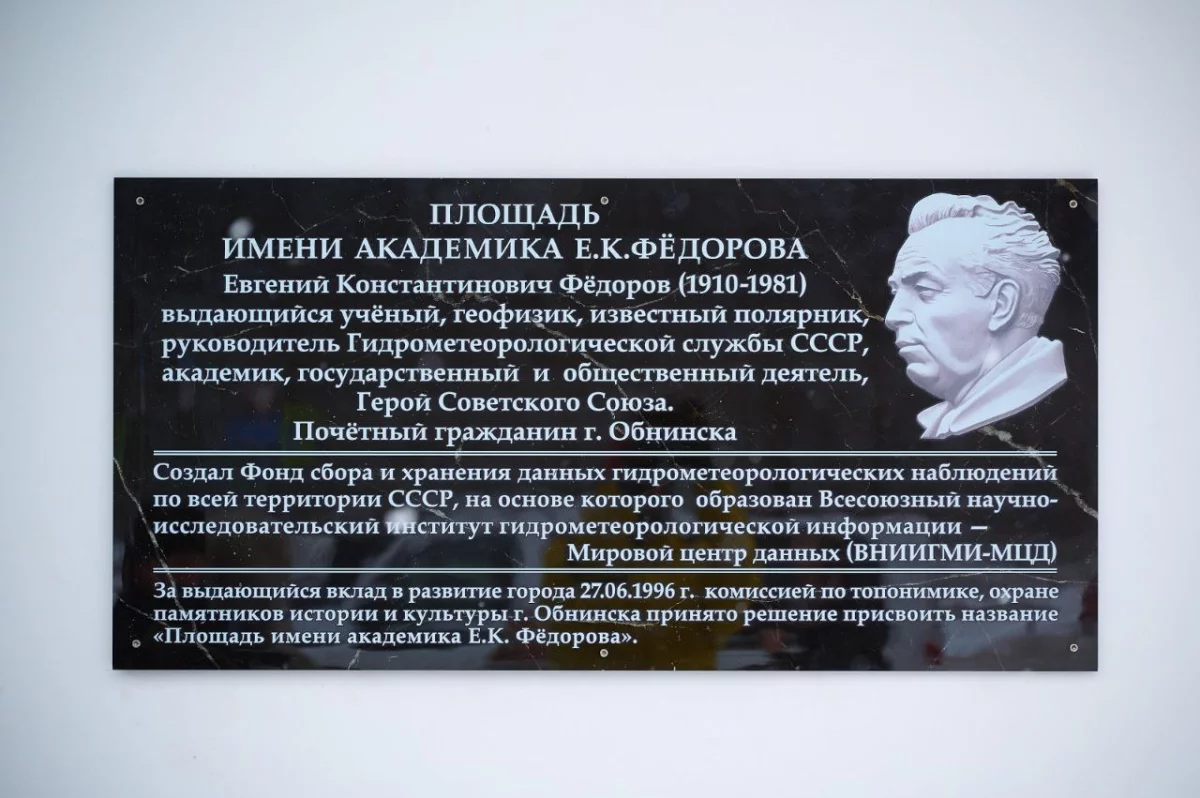 ПЛОЩАДЬ
ИМЕНИ АКАДЕМИКА Е.К.ФЁДОРОВА
Евгений Константинович Фёдоров (1910-1981)
выдающийся учёный, геофизик, известный полярник,
руководитель Гидрометеорологической службы СССР,
академик, государственный и общественный деятель,
Герой Советского Союза.
Почётный гражданин г. Обнинска
Создал Фонд сбора и хранения данных гидрометеорологических наблюдений
по всей территории СССР, на основе которого образован Всесоюзный научно-
исследовательский институт гидрометеорологической информации —
Мировой центр данных (ВНИИГМИ-МЦД)
За выдающийся вклад в развитие города 27.06.1996 г. комиссией по топонимике, охране
памятников истории и культуры г. Обнинска принято решение присвоить название
«Площадь имени академика Е.К. Фёдорова».